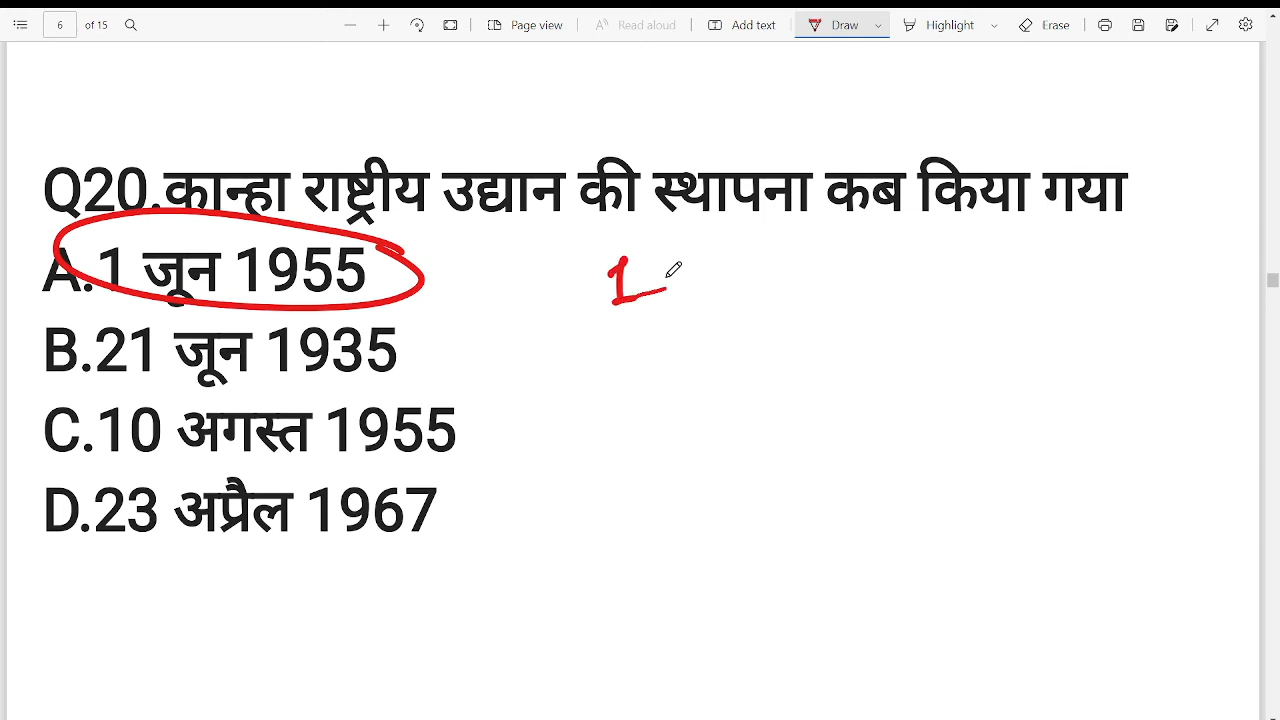 6 of 15 Page view Read aloud Add text Draw Highlight Erase
Q20.कान्हा राष्ट्रीय उद्यान की स्थापना कब किया गया
A.1 जून 1955
1
B.21 जून 1935
C.10 अगस्त 1955
D.23 अप्रैल 1967